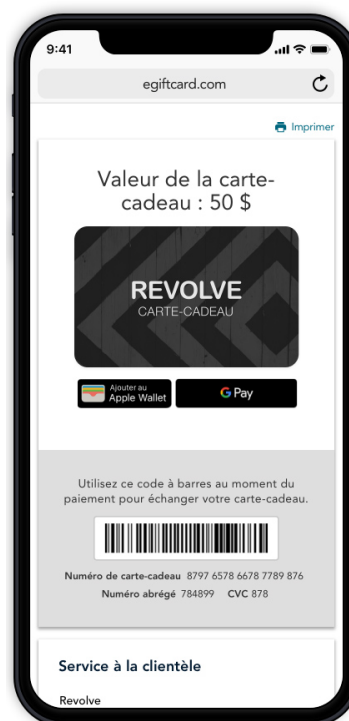 9:41
egiftcard.com
Imprimer
Valeur de la carte-
cadeau : 50 $
REVOLVE
CARTE-CADEAU
Ajouter au
Apple Wallet
G Pay
Utilisez ce code à barres au moment du
paiement pour échanger votre carte-cadeau.
Numéro de carte-cadeau 8797 6578 6678 7789 876
Numéro abrégé 784899 CVC 878
Service à la clientèle
Revolve